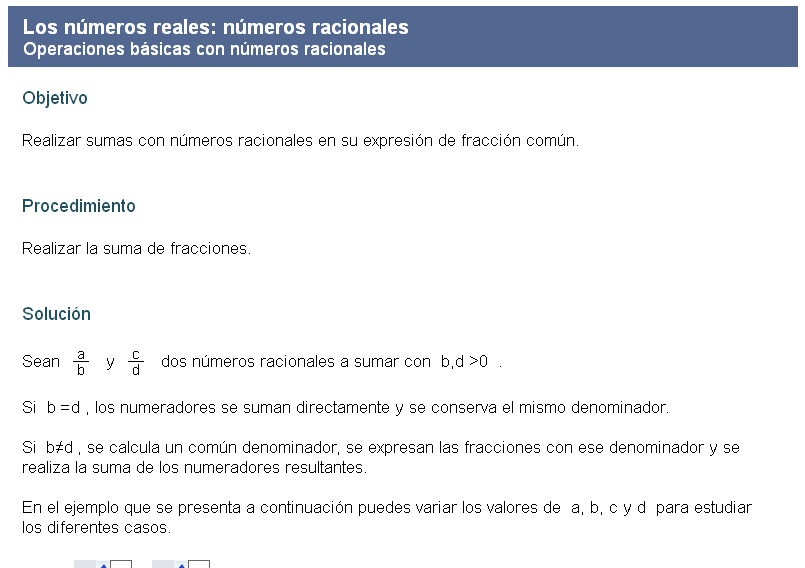 Los números reales: números racionales
Operaciones básicas con números racionales
Objetivo
Realizar sumas con números racionales en su expresión de fracción común.
Procedimiento
Realizar la suma de fracciones.
Solución
Sean a/b y c/d dos números racionales a sumar con b,d >0 .
Si b =d , los numeradores se suman directamente y se conserva el mismo denominador.
Si b≠d , se calcula un común denominador, se expresan las fracciones con ese denominador y se
realiza la suma de los numeradores resultantes.
En el ejemplo que se presenta a continuación puedes variar los valores de a, b, c y d para estudiar
los diferentes casos.